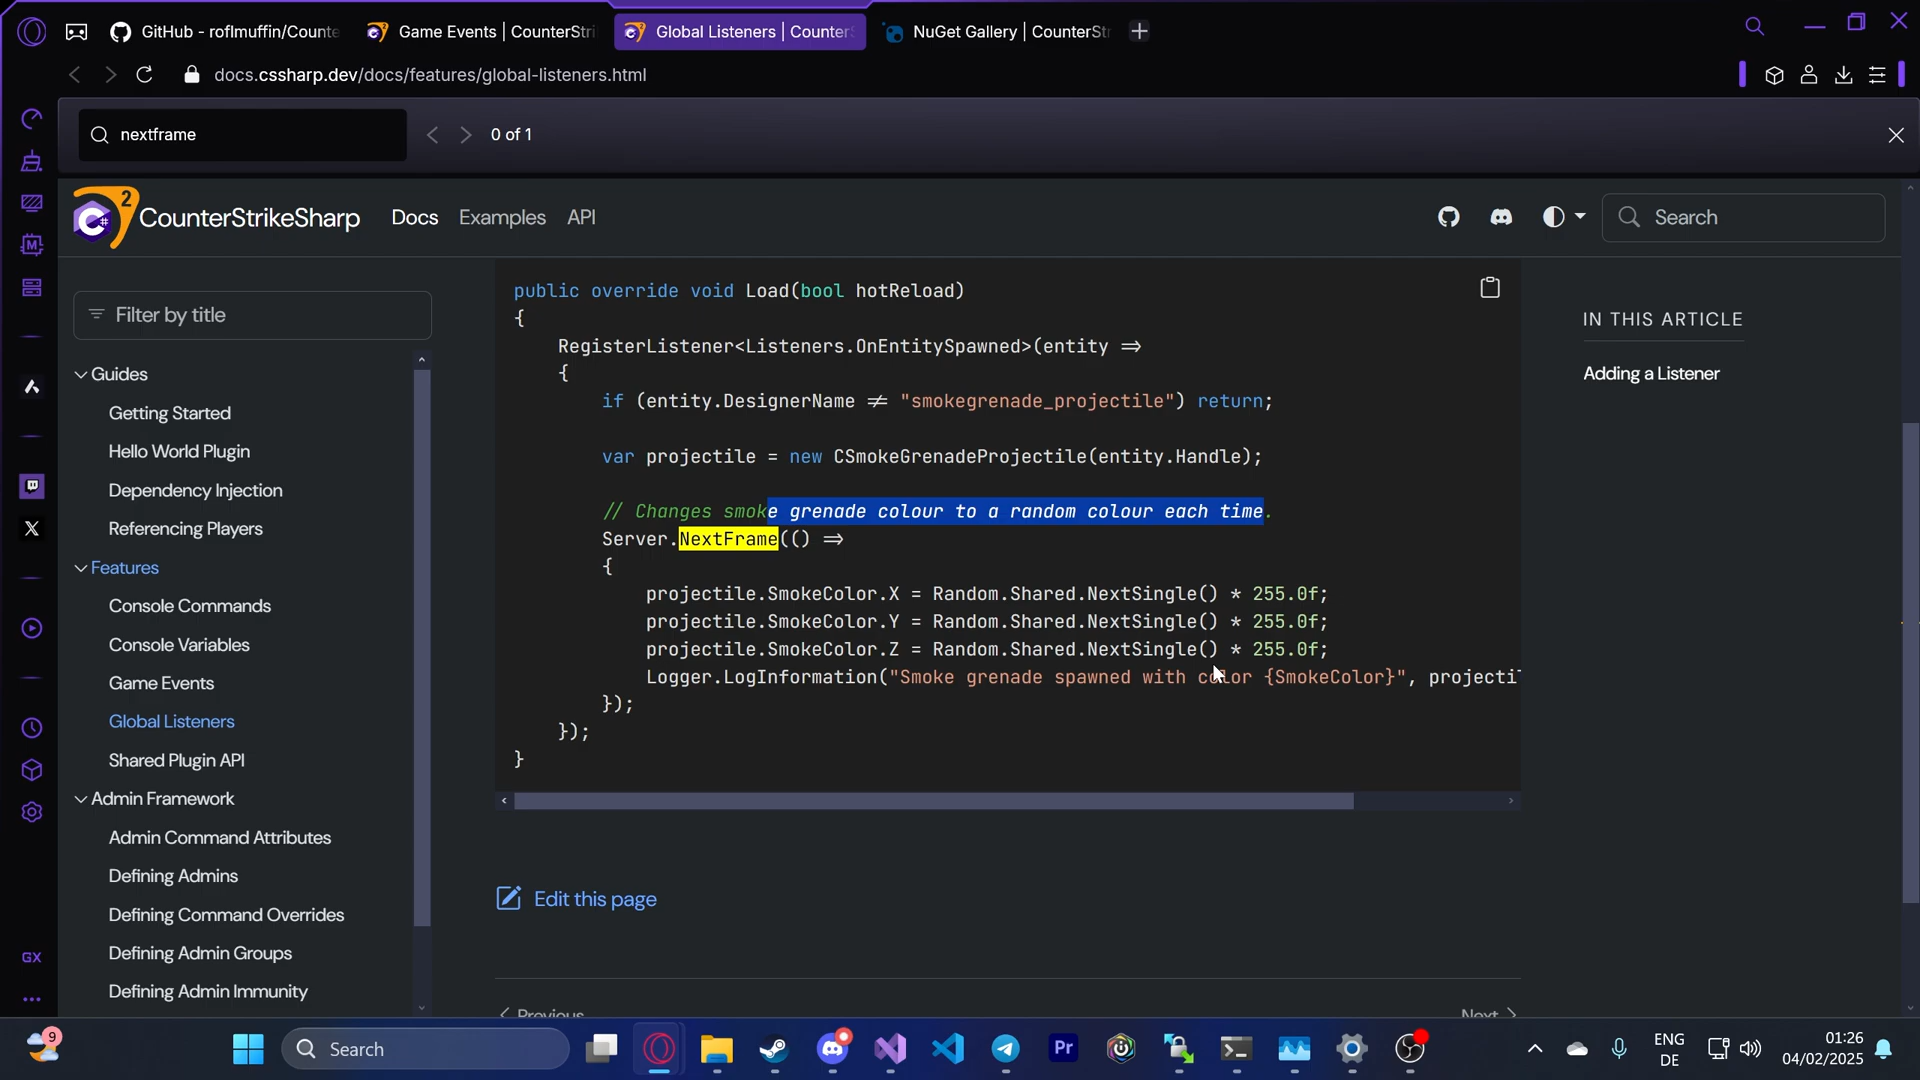 GitHub - roflmuffin/Counte
Game Events | CounterStri
Global Listeners | CounterS
NuGet Gallery | CounterStr
docs.cssharp.dev/docs/features/global-listeners.html
nextframe
0 of 1
CounterStrikeSharp
Docs
Examples
API
Search
Filter by title
Guides
Getting Started
Hello World Plugin
Dependency Injection
Referencing Players
Features
Console Commands
Console Variables
Game Events
Global Listeners
Shared Plugin API
Admin Framework
Admin Command Attributes
Defining Admins
Defining Command Overrides
Defining Admin Groups
Defining Admin Immunity
public override void Load(bool hotReload)
{
RegisterListener<Listeners.OnEntitySpawned>(entity =>
{
if (entity.DesignerName != "smokegrenade_projectile") return;
var projectile = new CSmokeGrenadeProjectile(entity.Handle);
// Changes smoke grenade colour to a random colour each time.
Server.NextFrame(() =>
{
projectile.SmokeColor.X = Random.Shared.NextSingle() * 255.0f;
projectile.SmokeColor.Y = Random.Shared.NextSingle() * 255.0f;
projectile.SmokeColor.Z = Random.Shared.NextSingle() * 255.0f;
Logger.LogInformation("Smoke grenade spawned with color {SmokeColor}", projectil
});
});
}
Edit this page
Previous
Next
IN THIS ARTICLE
Adding a Listener
GX
9
Search
Pr
ENG
DE
01:26
04/02/2025